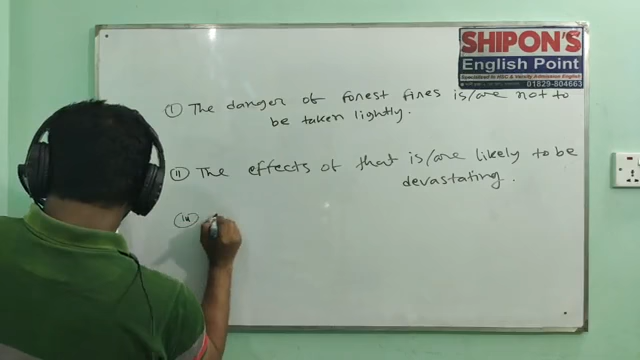 SHIPON'S
English Point
Specialized in HSC & Varsity Admission English
01829-804663
(i) The danger of forest fires is/are not to
be taken lightly.
(ii) The effects of that is/are likely to be
devastating.
(iii)